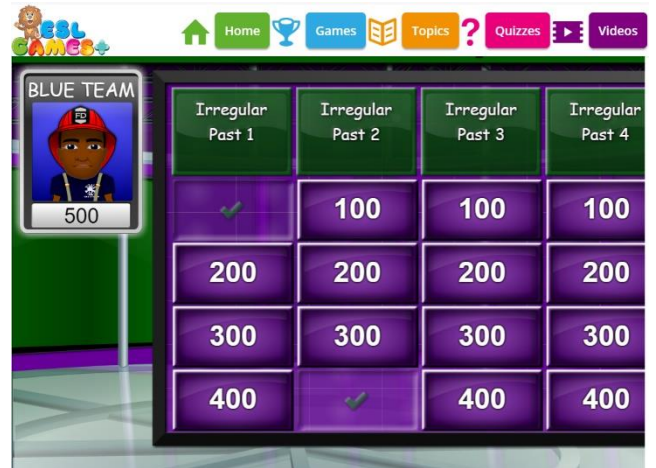 ESL
GAMES+
Home
Games
Topics
?
Quizzes
Videos
BLUE TEAM
FD
500
Irregular Past 1
Irregular Past 2
Irregular Past 3
Irregular Past 4
100
100
100
200
200
200
200
300
300
300
300
400
400
400